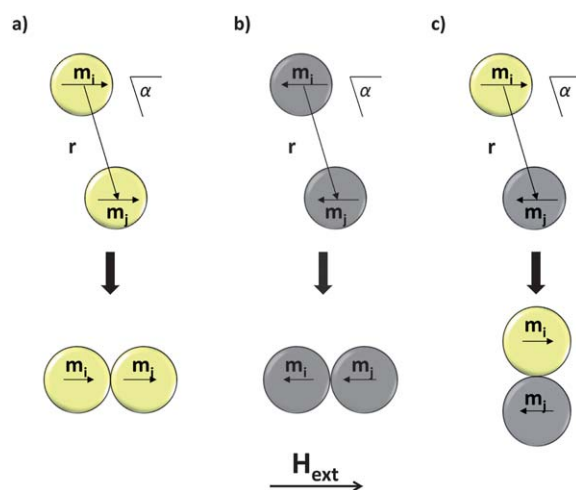 a) b) c)
mᵢ α mᵢ α mᵢ α
r r r
mⱼ mⱼ mⱼ
mᵢ
mᵢ mⱼ mᵢ mⱼ
mⱼ
Hₑₓₜ